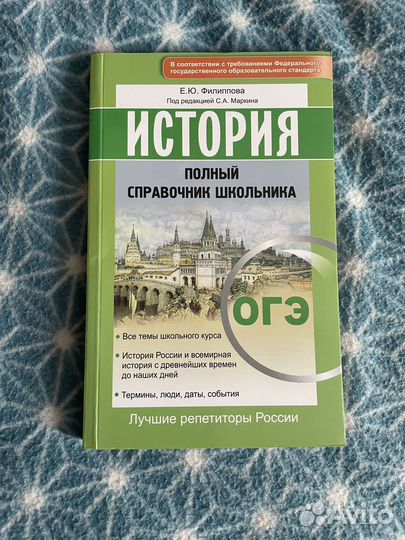 В соответствии с требованиями Федерального
государственного образовательного стандарта
Е.Ю. Филиппова
Под редакцией С.А. Маркина
ИСТОРИЯ
ПОЛНЫЙ
СПРАВОЧНИК ШКОЛЬНИКА
ОГЭ
• Все темы школьного курса
• История России и всемирная
история с древнейших времен
до наших дней
• Термины, люди, даты, события
Лучшие репетиторы России
Avito